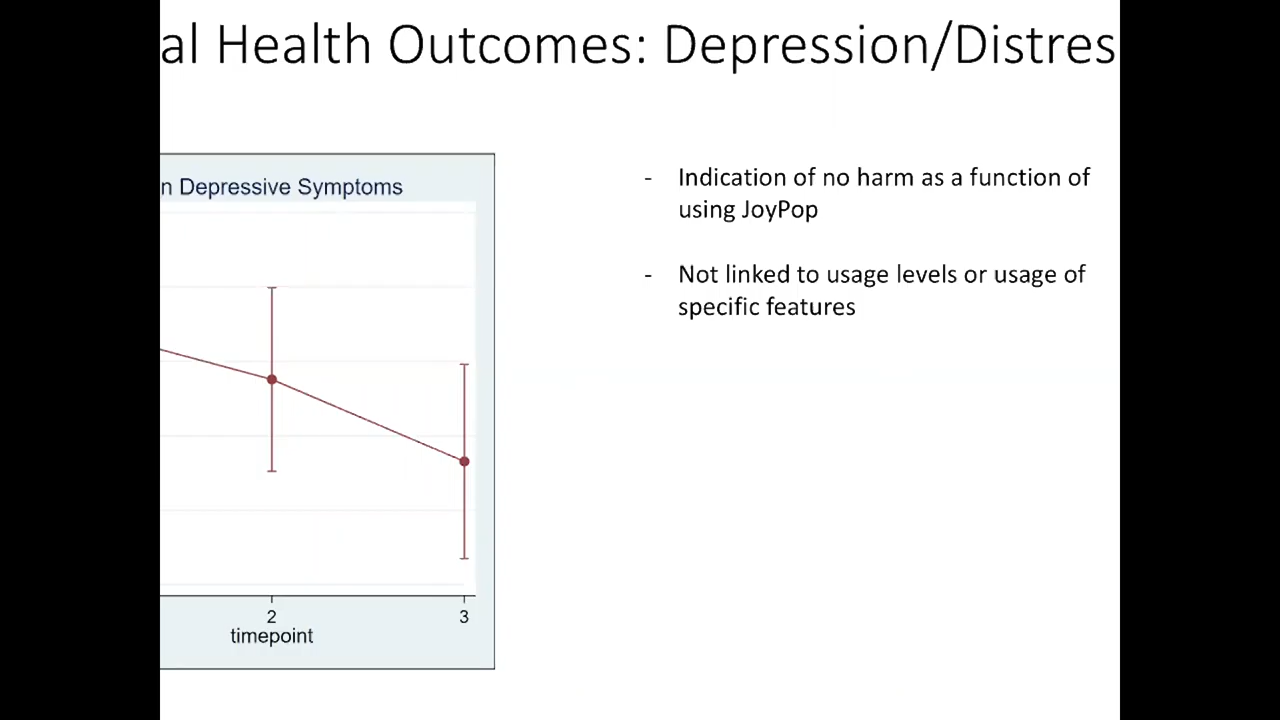 al Health Outcomes: Depression/Distres
n Depressive Symptoms
2
3
timepoint
- Indication of no harm as a function of
using JoyPop
- Not linked to usage levels or usage of
specific features